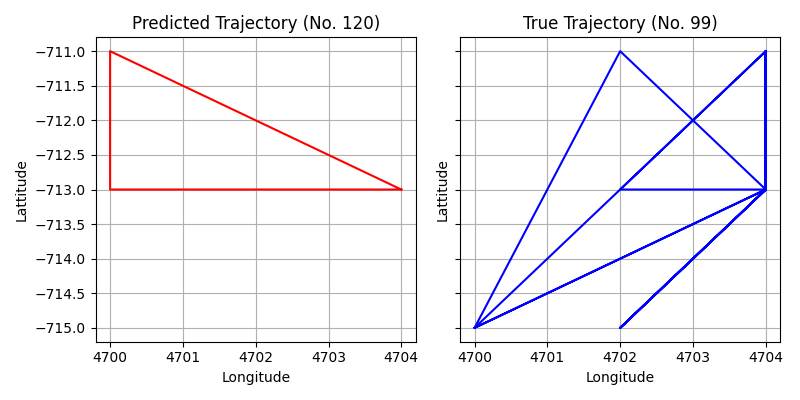 Predicted Trajectory (No. 120)
True Trajectory (No. 99)
Lattitude
−711.0
−711.5
−712.0
−712.5
−713.0
−713.5
−714.0
−714.5
−715.0
Lattitude
4700 4701 4702 4703 4704
4700 4701 4702 4703 4704
Longitude
Longitude